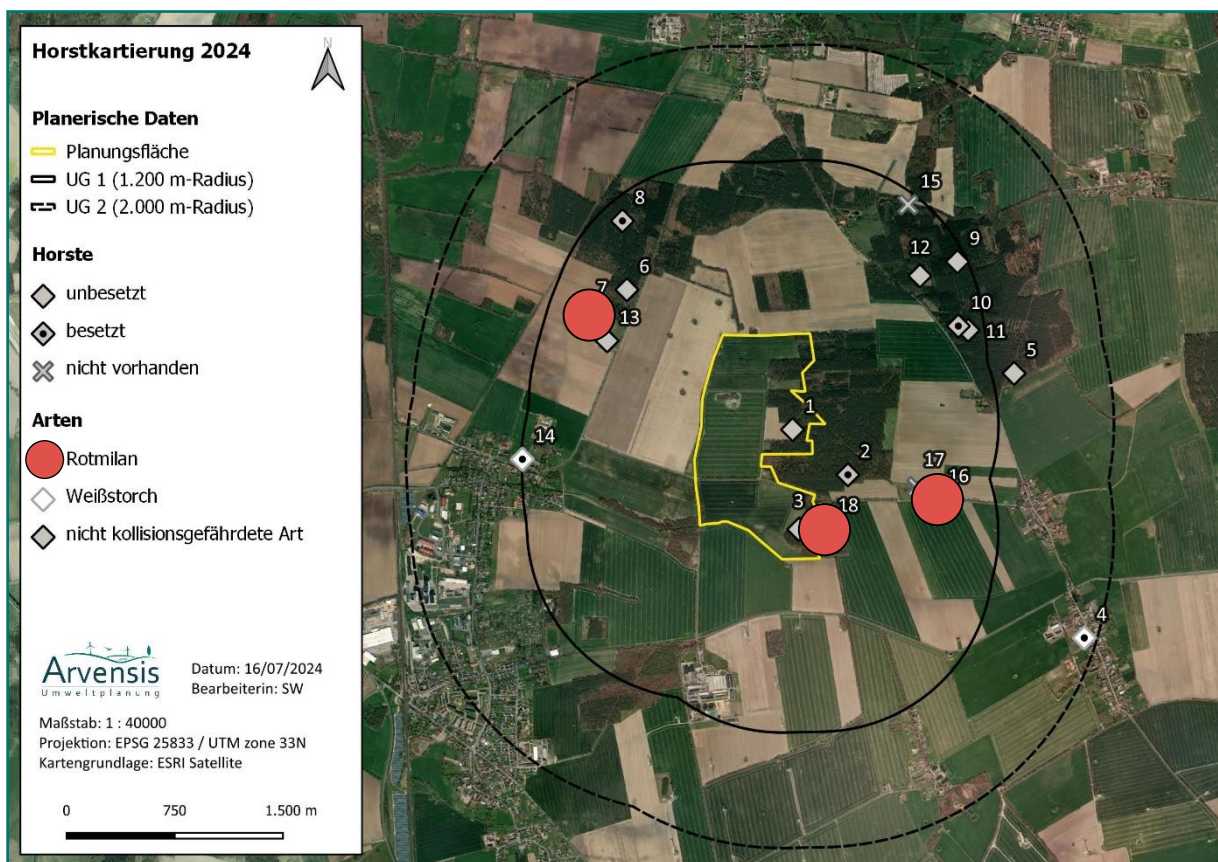 Horstkartierung 2024
N
Planerische Daten
Planungsfläche
UG 1 (1.200 m-Radius)
UG 2 (2.000 m-Radius)
Horste
unbesetzt
besetzt
nicht vorhanden
Arten
Rotmilan
Weißstorch
nicht kollisionsgefährdete Art
Arvensis
Umweltplanung
Datum: 16/07/2024
Bearbeiterin: SW
Maßstab: 1 : 40000
Projektion: EPSG 25833 / UTM zone 33N
Kartengrundlage: ESRI Satellite
0 750 1.500 m
15
8
12
9
6
7
13
10
11
5
1
14
2
17
16
3
18
4